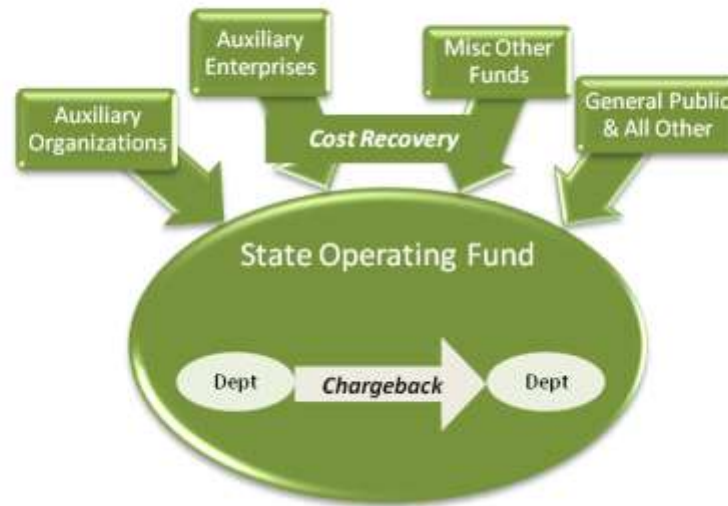 Auxiliary
Enterprises
Misc Other
Funds
Auxiliary
Organizations
General Public
& All Other
Cost Recovery
State Operating Fund
Dept
Chargeback
Dept